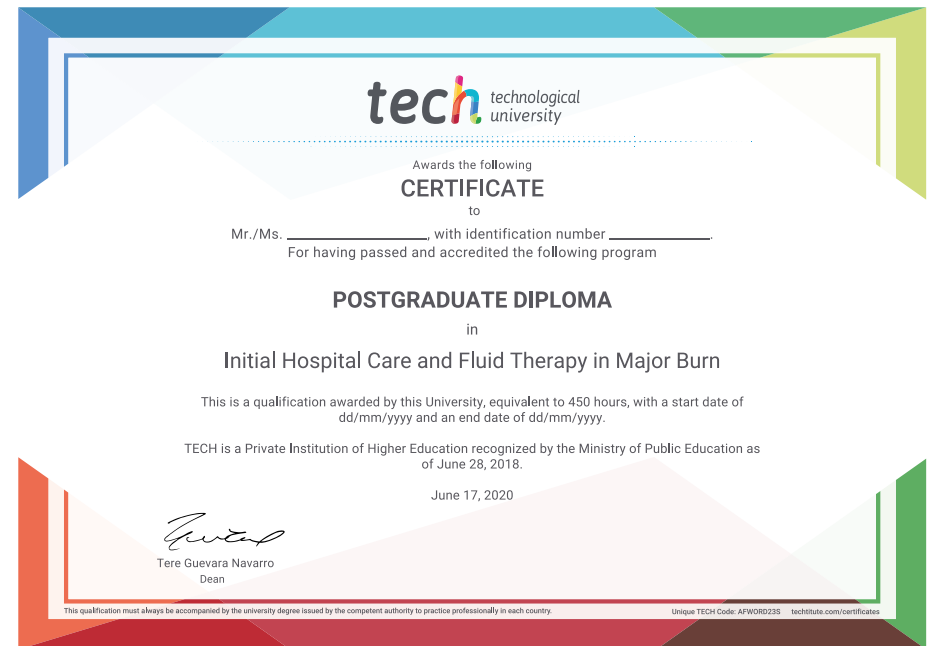 tech technological
university
Awards the following
CERTIFICATE
to
Mr./Ms. ____________________, with identification number ______________.
For having passed and accredited the following program
POSTGRADUATE DIPLOMA
in
Initial Hospital Care and Fluid Therapy in Major Burn
This is a qualification awarded by this University, equivalent to 450 hours, with a start date of
dd/mm/yyyy and an end date of dd/mm/yyyy.
TECH is a Private Institution of Higher Education recognized by the Ministry of Public Education as
of June 28, 2018.
June 17, 2020
Tere Guevara Navarro
Dean
This qualification must always be accompanied by the university degree issued by the competent authority to practice professionally in each country.
Unique TECH Code: AFWORD23S techtitute.com/certificates